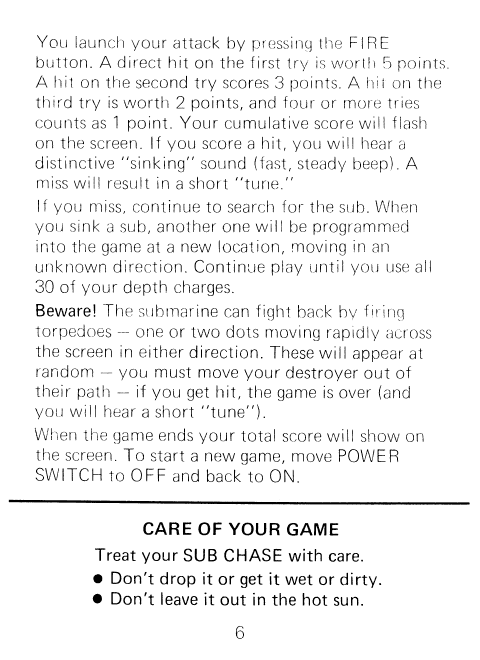 You launch your attack by pressing the FIRE
button. A direct hit on the first try is worth 5 points.
A hit on the second try scores 3 points. A hit on the
third try is worth 2 points, and four or more tries
counts as 1 point. Your cumulative score will flash
on the screen. If you score a hit, you will hear a
distinctive "sinking" sound (fast, steady beep). A
miss will result in a short "tune."
If you miss, continue to search for the sub. When
you sink a sub, another one will be programmed
into the game at a new location, moving in an
unknown direction. Continue play until you use all
30 of your depth charges.
Beware! The submarine can fight back by firing
torpedoes — one or two dots moving rapidly across
the screen in either direction. These will appear at
random — you must move your destroyer out of
their path — if you get hit, the game is over (and
you will hear a short "tune").
When the game ends your total score will show on
the screen. To start a new game, move POWER
SWITCH to OFF and back to ON.
CARE OF YOUR GAME
Treat your SUB CHASE with care.
● Don't drop it or get it wet or dirty.
● Don't leave it out in the hot sun.
6